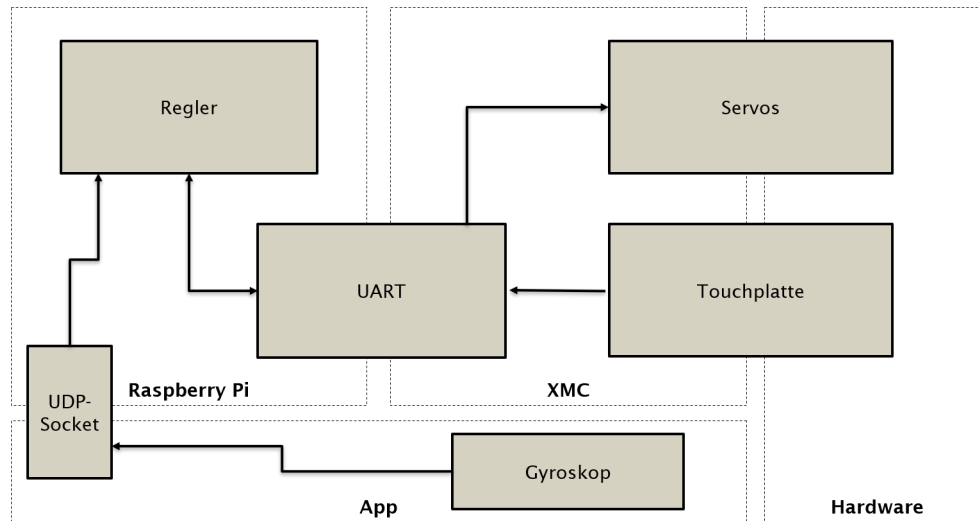 Regler
Servos
UART
Touchplatte
Raspberry Pi
XMC
UDP-
Socket
Gyroskop
App
Hardware